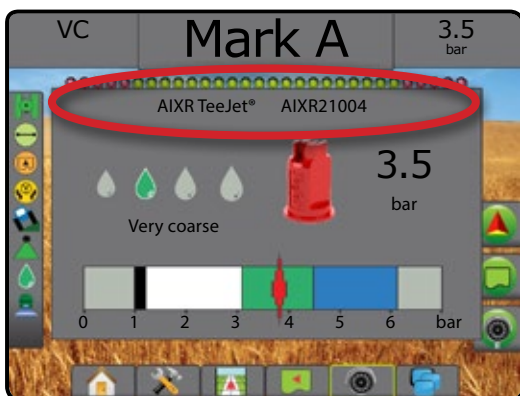 VC Mark A 3.5
bar
AIXR TeeJet® AIXR21004
3.5
bar
Very coarse
0 1 2 3 4 5 6 bar